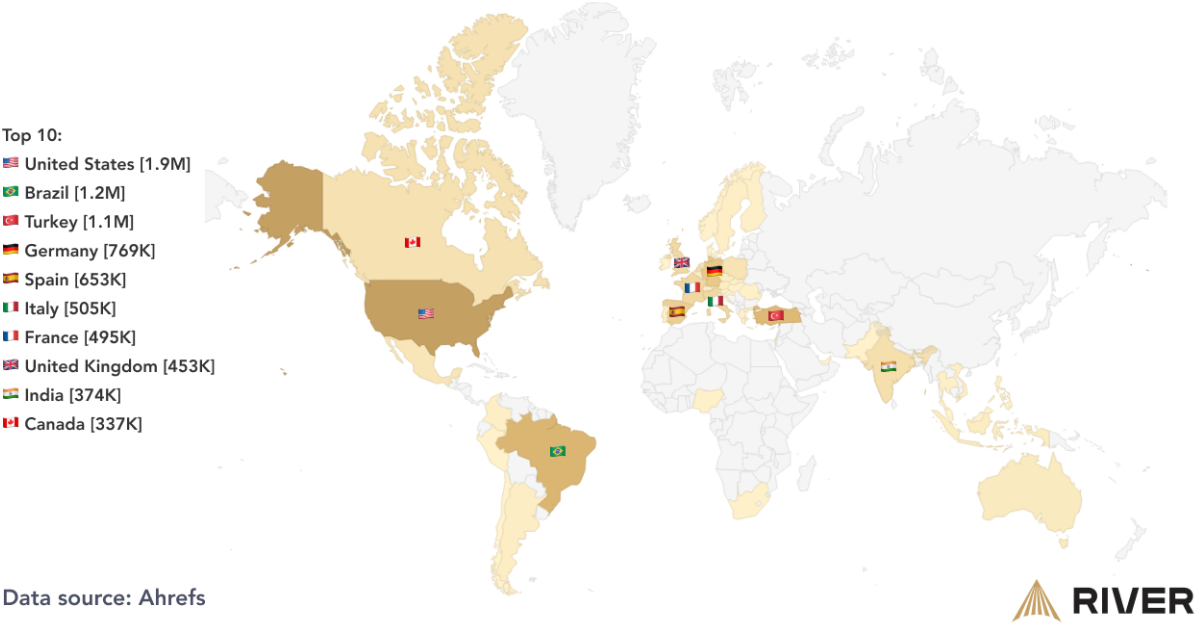 Top 10:
United States [1.9M]
Brazil [1.2M]
Turkey [1.1M]
Germany [769K]
Spain [653K]
Italy [505K]
France [495K]
United Kingdom [453K]
India [374K]
Canada [337K]
Data source: Ahrefs
RIVER